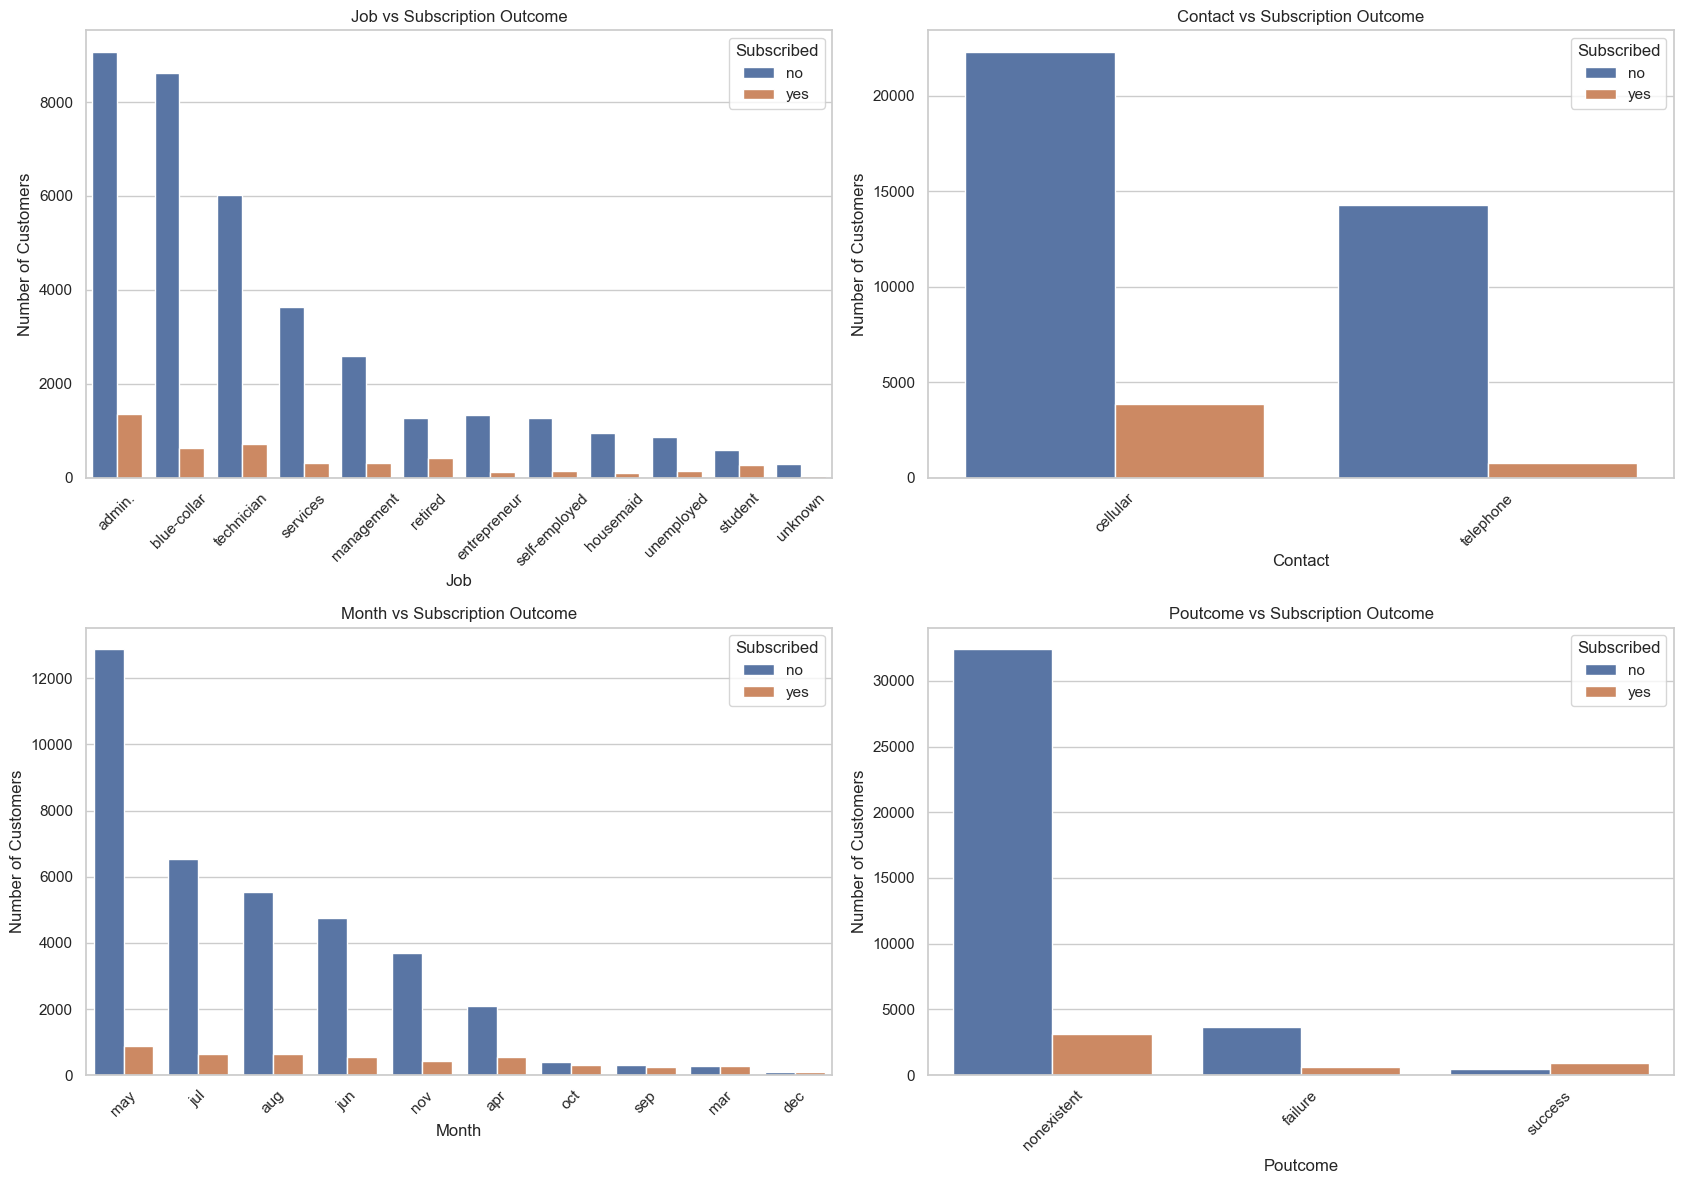 Job vs Subscription Outcome
Subscribed
no
yes
8000
6000
4000
2000
0
Number of Customers
admin.
blue-collar
technician
services
management
retired
entrepreneur
self-employed
housemaid
unemployed
student
unknown
Job
Contact vs Subscription Outcome
Subscribed
no
yes
20000
15000
10000
5000
0
Number of Customers
cellular
telephone
Contact
Month vs Subscription Outcome
Subscribed
no
yes
12000
10000
8000
6000
4000
2000
0
Number of Customers
may
jul
aug
jun
nov
apr
oct
sep
mar
dec
Month
Poutcome vs Subscription Outcome
Subscribed
no
yes
30000
25000
20000
15000
10000
5000
0
Number of Customers
nonexistent
failure
success
Poutcome